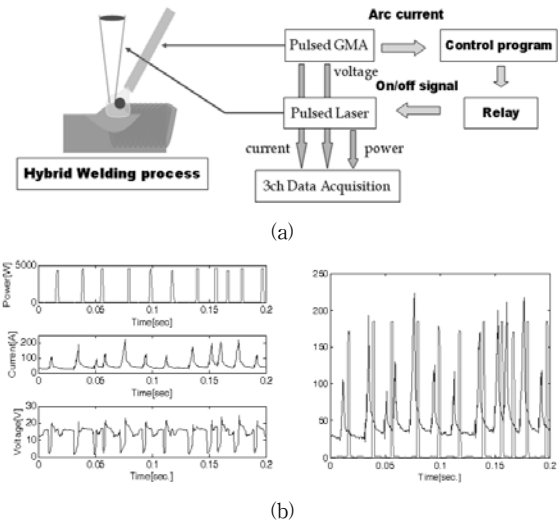 Arc current
Pulsed GMA
Control program
voltage
On/off signal
Pulsed Laser
Relay
current
power
Hybrid Welding process
3ch Data Acquisition
(a)
5000
Power[W]
0
0 0.05 0.1 0.15 0.2
Time[sec]
200
100
0
Current[A]
0 0.05 0.1 0.15 0.2
Time[sec]
30
20
10
0
Voltage[V]
0 0.05 0.1 0.15 0.2
Time[sec.]
250
200
150
100
50
0
0 0.05 0.1 0.15 0.2
Time[sec.]
(b)